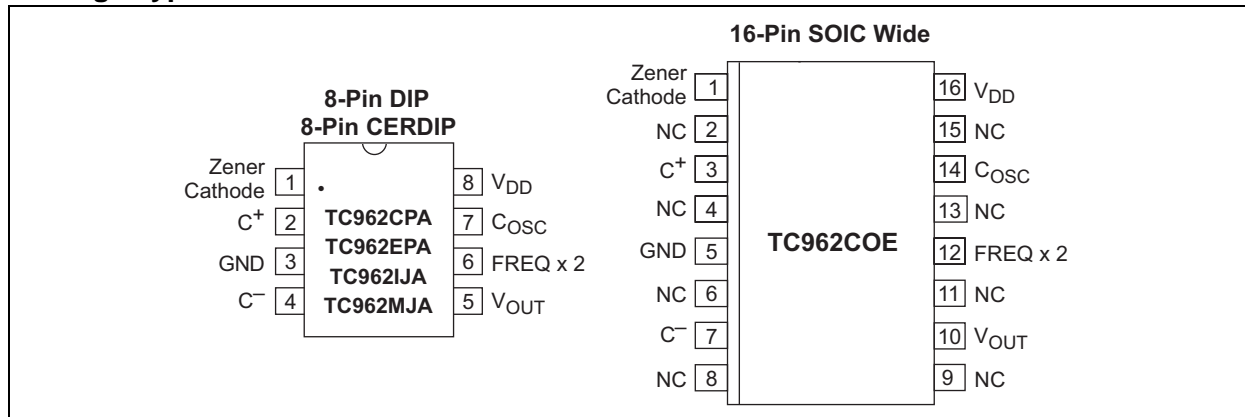 8-Pin DIP
8-Pin CERDIP
Zener
Cathode
1
C+
2
GND
3
C–
4
TC962CPA
TC962EPA
TC962IJA
TC962MJA
8
VDD
7
COSC
6
FREQ x 2
5
VOUT
16-Pin SOIC Wide
Zener
Cathode
1
NC
2
C+
3
NC
4
GND
5
NC
6
C–
7
NC
8
TC962COE
16
VDD
15
NC
14
COSC
13
NC
12
FREQ x 2
11
NC
10
VOUT
9
NC